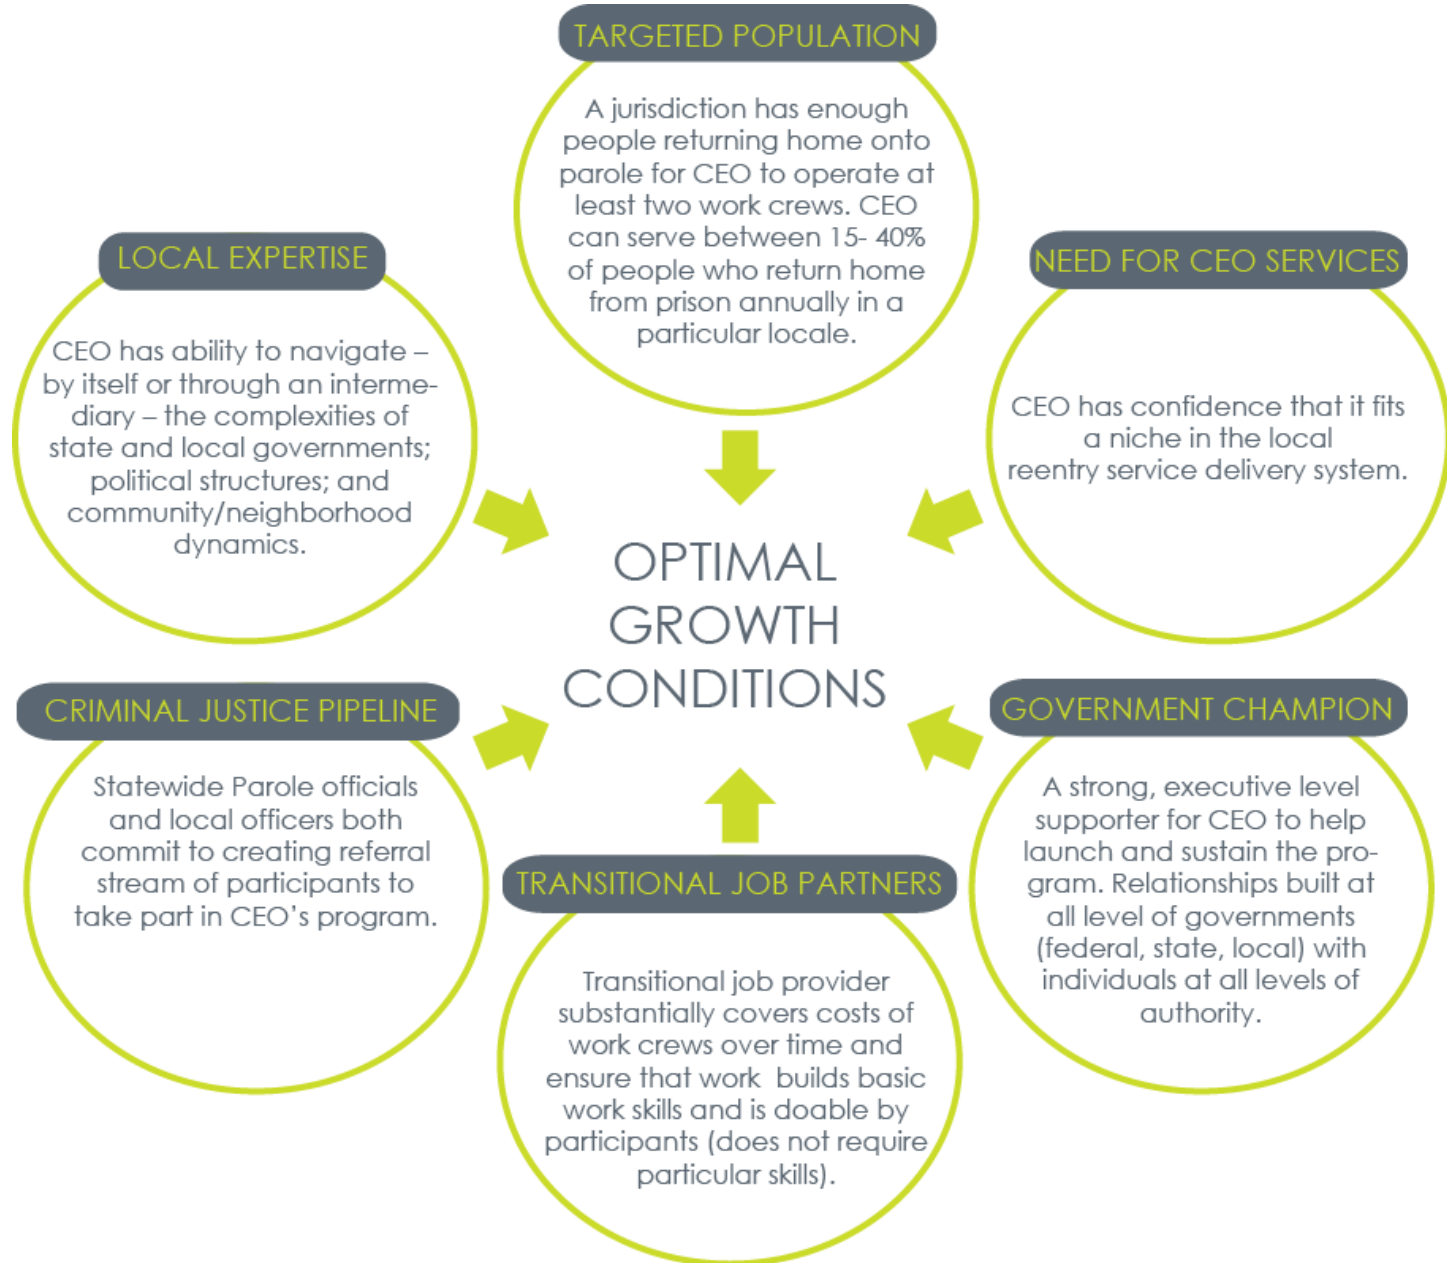 TARGETED POPULATION
A jurisdiction has enough
people returning home onto
parole for CEO to operate at
least two work crews. CEO
can serve between 15- 40%
of people who return home
from prison annually in a
particular locale.
LOCAL EXPERTISE
CEO has ability to navigate –
by itself or through an interme-
diary – the complexities of
state and local governments;
political structures; and
community/neighborhood
dynamics.
NEED FOR CEO SERVICES
CEO has confidence that it fits
a niche in the local
reentry service delivery system.
OPTIMAL
GROWTH
CONDITIONS
CRIMINAL JUSTICE PIPELINE
Statewide Parole officials
and local officers both
commit to creating referral
stream of participants to
take part in CEO’s program.
GOVERNMENT CHAMPION
A strong, executive level
supporter for CEO to help
launch and sustain the pro-
gram. Relationships built at
all level of governments
(federal, state, local) with
individuals at all levels of
authority.
TRANSITIONAL JOB PARTNERS
Transitional job provider
substantially covers costs of
work crews over time and
ensure that work  builds basic
work skills and is doable by
participants (does not require
particular skills).